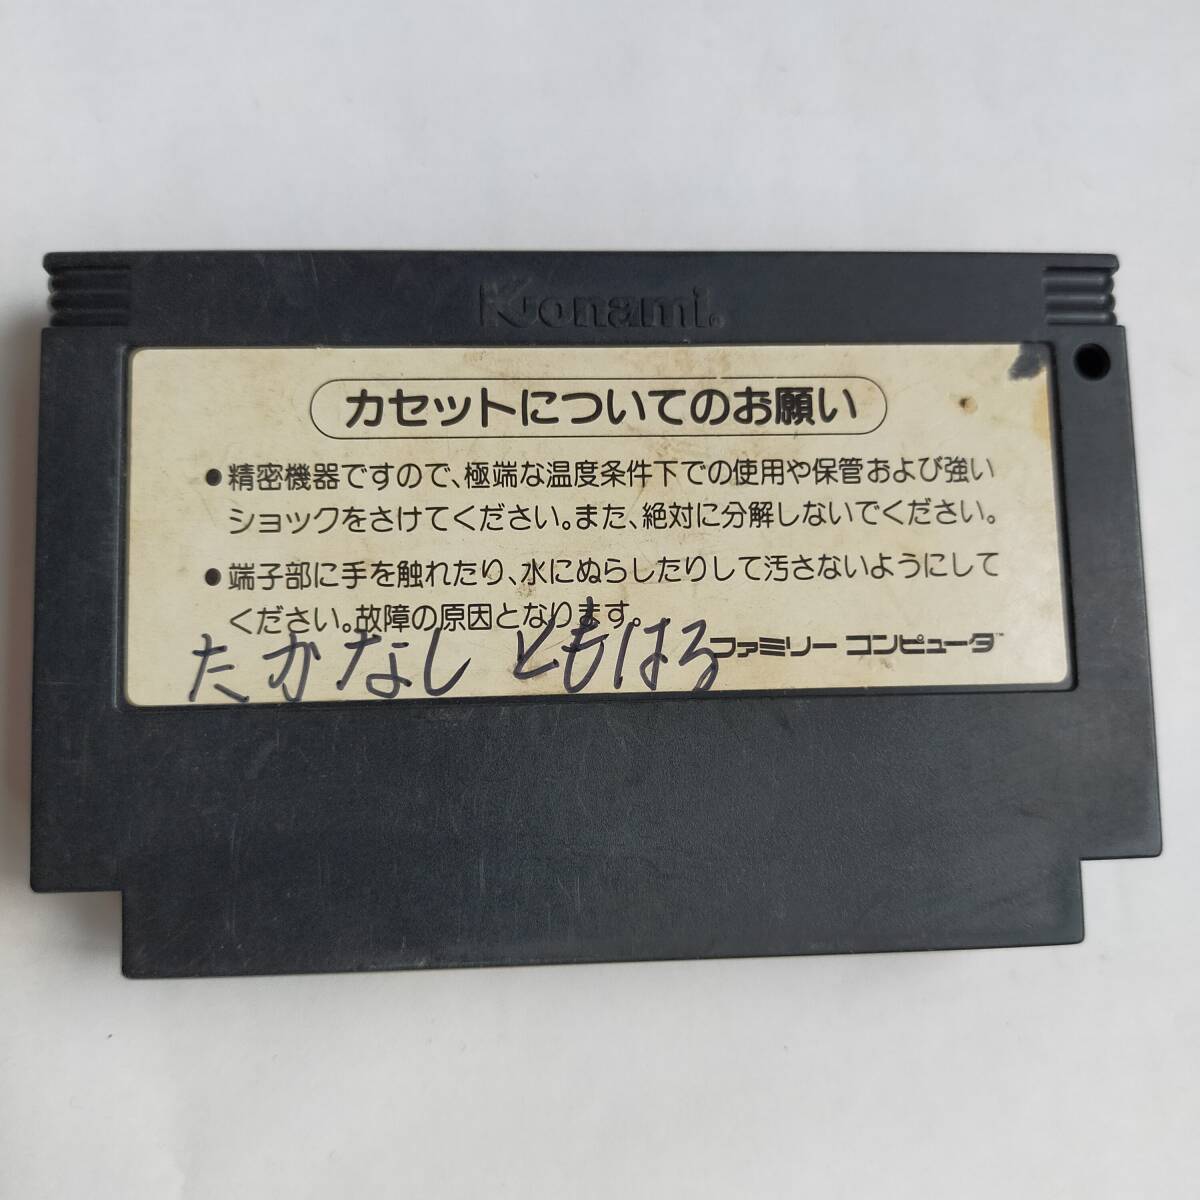 Konami®
カセットについてのお願い
●精密機器ですので、極端な温度条件下での使用や保管および強い
ショックをさけてください。また、絶対に分解しないでください。
●端子部に手を触れたり、水にぬらしたりして汚さないようにして
ください。故障の原因となります。
たかなし ともはる
ファミリー コンピュータ™